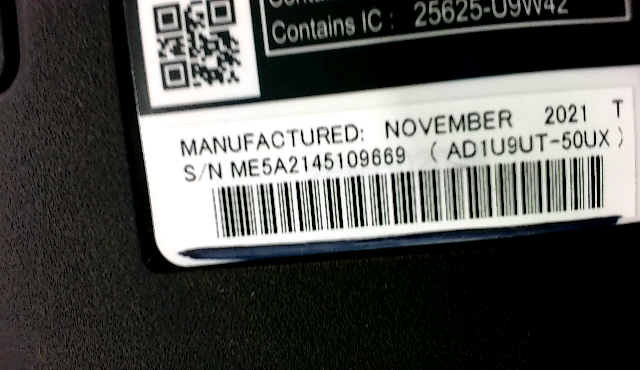 Contains IC : 25625-U9W42
MANUFACTURED: NOVEMBER 2021 T
S/N ME5A2145109669 ( AD1U9UT-50UX )